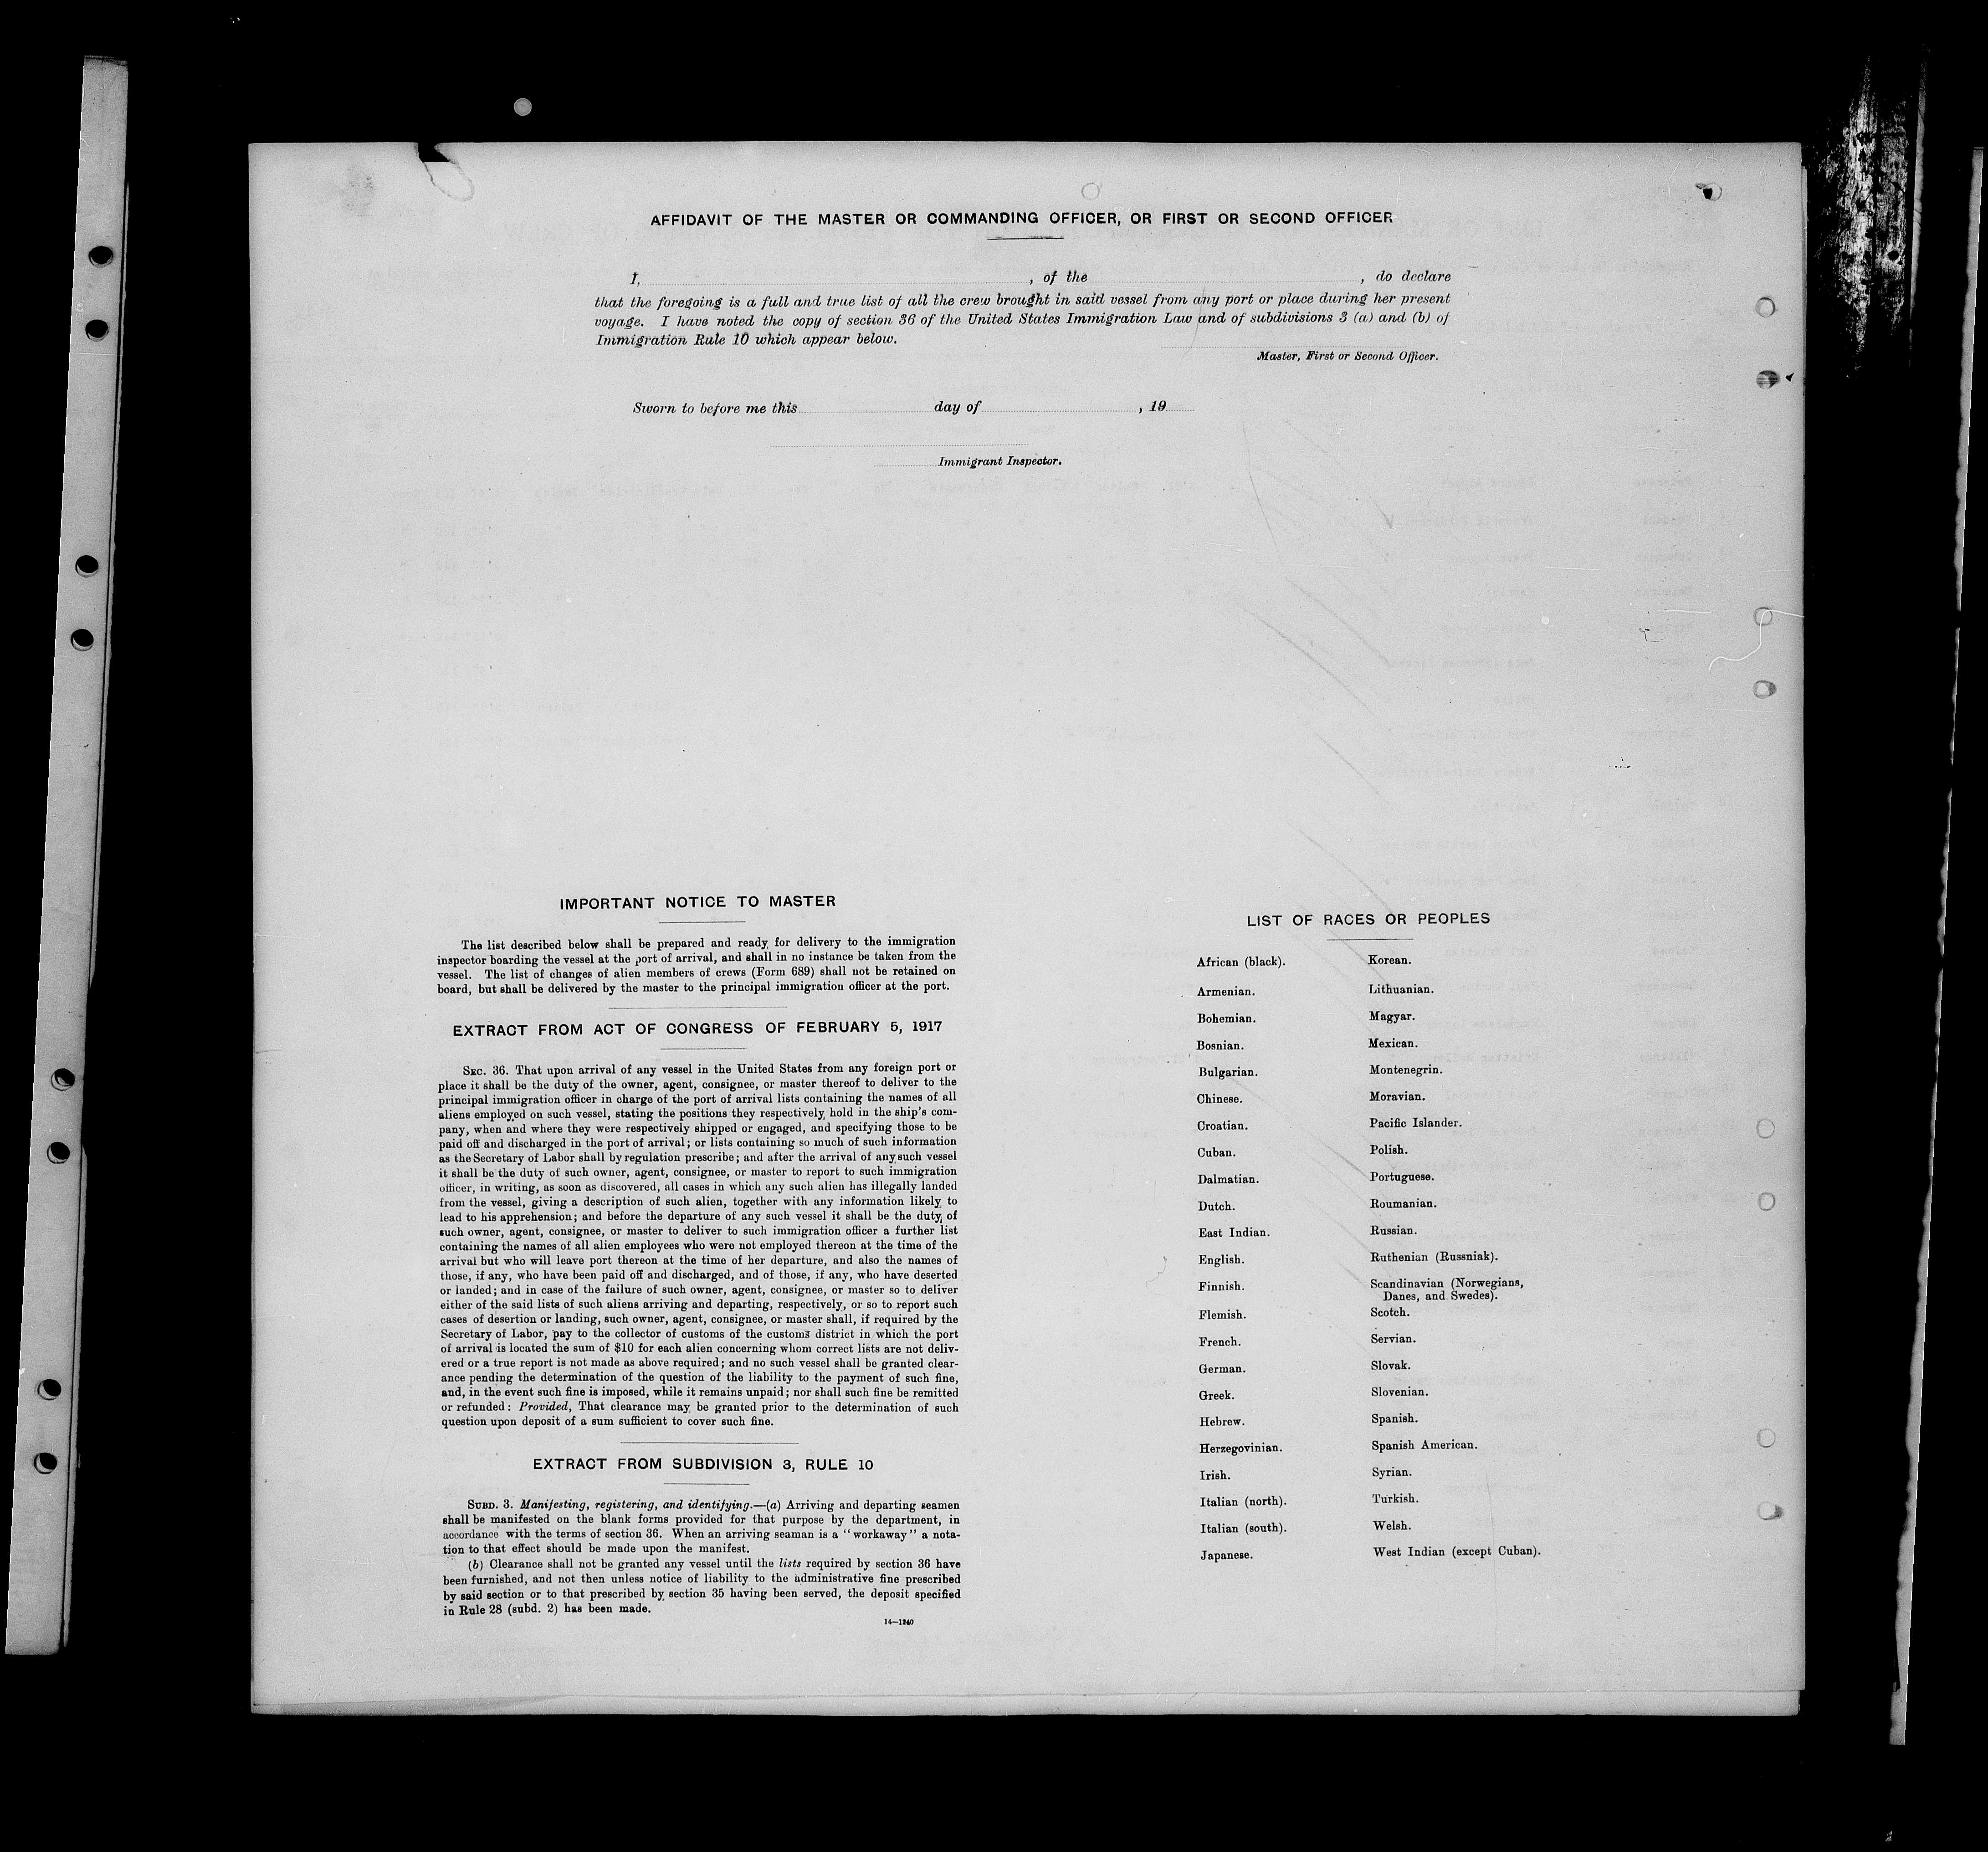 AFFIDAVIT OF THE MASTER OR COMMANDING OFFICER, OR FIRST OR SECOND OFFICER
I, , of the , do declare
that the foregoing is a full and true list of all the crew brought in said vessel from any port or place during her present
voyage. I have noted the copy of section 36 of the United States Immigration Law and of subdivisions 3 (a) and (b) of
Immigration Rule 10 which appear below.
Master, First or Second Officer.
Sworn to before me this day of , 19
Immigrant Inspector.
IMPORTANT NOTICE TO MASTER
The list described below shall be prepared and ready for delivery to the immigration
inspector boarding the vessel at the port of arrival, and shall in no instance be taken from the
vessel. The list of changes of alien members of crews (Form 689) shall not be retained on
board, but shall be delivered by the master to the principal immigration officer at the port.
EXTRACT FROM ACT OF CONGRESS OF FEBRUARY 5, 1917
SEC. 36. That upon arrival of any vessel in the United States from any foreign port or
place it shall be the duty of the owner, agent, consignee, or master thereof to deliver to the
principal immigration officer in charge of the port of arrival lists containing the names of all
aliens employed on such vessel, stating the positions they respectively hold in the ship's com-
pany, when and where they were respectively shipped or engaged, and specifying those to be
paid off and discharged in the port of arrival; or lists containing so much of such information
as the Secretary of Labor shall by regulation prescribe; and after the arrival of any such vessel
it shall be the duty of such owner, agent, consignee, or master to report to such immigration
officer, in writing, as soon as discovered, all cases in which any such alien has illegally landed
from the vessel, giving a description of such alien, together with any information likely to
lead to his apprehension; and before the departure of any such vessel it shall be the duty of
such owner, agent, consignee, or master to deliver to such immigration officer a further list
containing the names of all alien employees who were not employed thereon at the time of the
arrival but who will leave port thereon at the time of her departure, and also the names of
those, if any, who have been paid off and discharged, and of those, if any, who have deserted
or landed; and in case of the failure of such owner, agent, consignee, or master so to deliver
either of the said lists of such aliens arriving and departing, respectively, or so to report such
cases of desertion or landing, such owner, agent, consignee, or master shall, if required by the
Secretary of Labor, pay to the collector of customs of the customs district in which the port
of arrival is located the sum of $10 for each alien concerning whom correct lists are not deliv-
ered or a true report is not made as above required; and no such vessel shall be granted clear-
ance pending the determination of the question of the liability to the payment of such fine,
and, in the event such fine is imposed, while it remains unpaid; nor shall such fine be remitted
or refunded: Provided, That clearance may be granted prior to the determination of such
question upon deposit of a sum sufficient to cover such fine.
EXTRACT FROM SUBDIVISION 3, RULE 10
SUBD. 3. Manifesting, registering, and identifying.—(a) Arriving and departing seamen
shall be manifested on the blank forms provided for that purpose by the department, in
accordance with the terms of section 36. When an arriving seaman is a "workaway" a nota-
tion to that effect should be made upon the manifest.
(b) Clearance shall not be granted any vessel until the lists required by section 36 have
been furnished, and not then unless notice of liability to the administrative fine prescribed
by said section or to that prescribed by section 35 having been served, the deposit specified
in Rule 28 (subd. 2) has been made.
14—1240
LIST OF RACES OR PEOPLES
African (black).
Armenian.
Bohemian.
Bosnian.
Bulgarian.
Chinese.
Croatian.
Cuban.
Dalmatian.
Dutch.
East Indian.
English.
Finnish.
Flemish.
French.
German.
Greek.
Hebrew.
Herzegovinian.
Irish.
Italian (north).
Italian (south).
Japanese.
Korean.
Lithuanian.
Magyar.
Mexican.
Montenegrin.
Moravian.
Pacific Islander.
Polish.
Portuguese.
Roumanian.
Russian.
Ruthenian (Russniak).
Scandinavian (Norwegians,
Danes, and Swedes).
Scotch.
Servian.
Slovak.
Slovenian.
Spanish.
Spanish American.
Syrian.
Turkish.
Welsh.
West Indian (except Cuban).